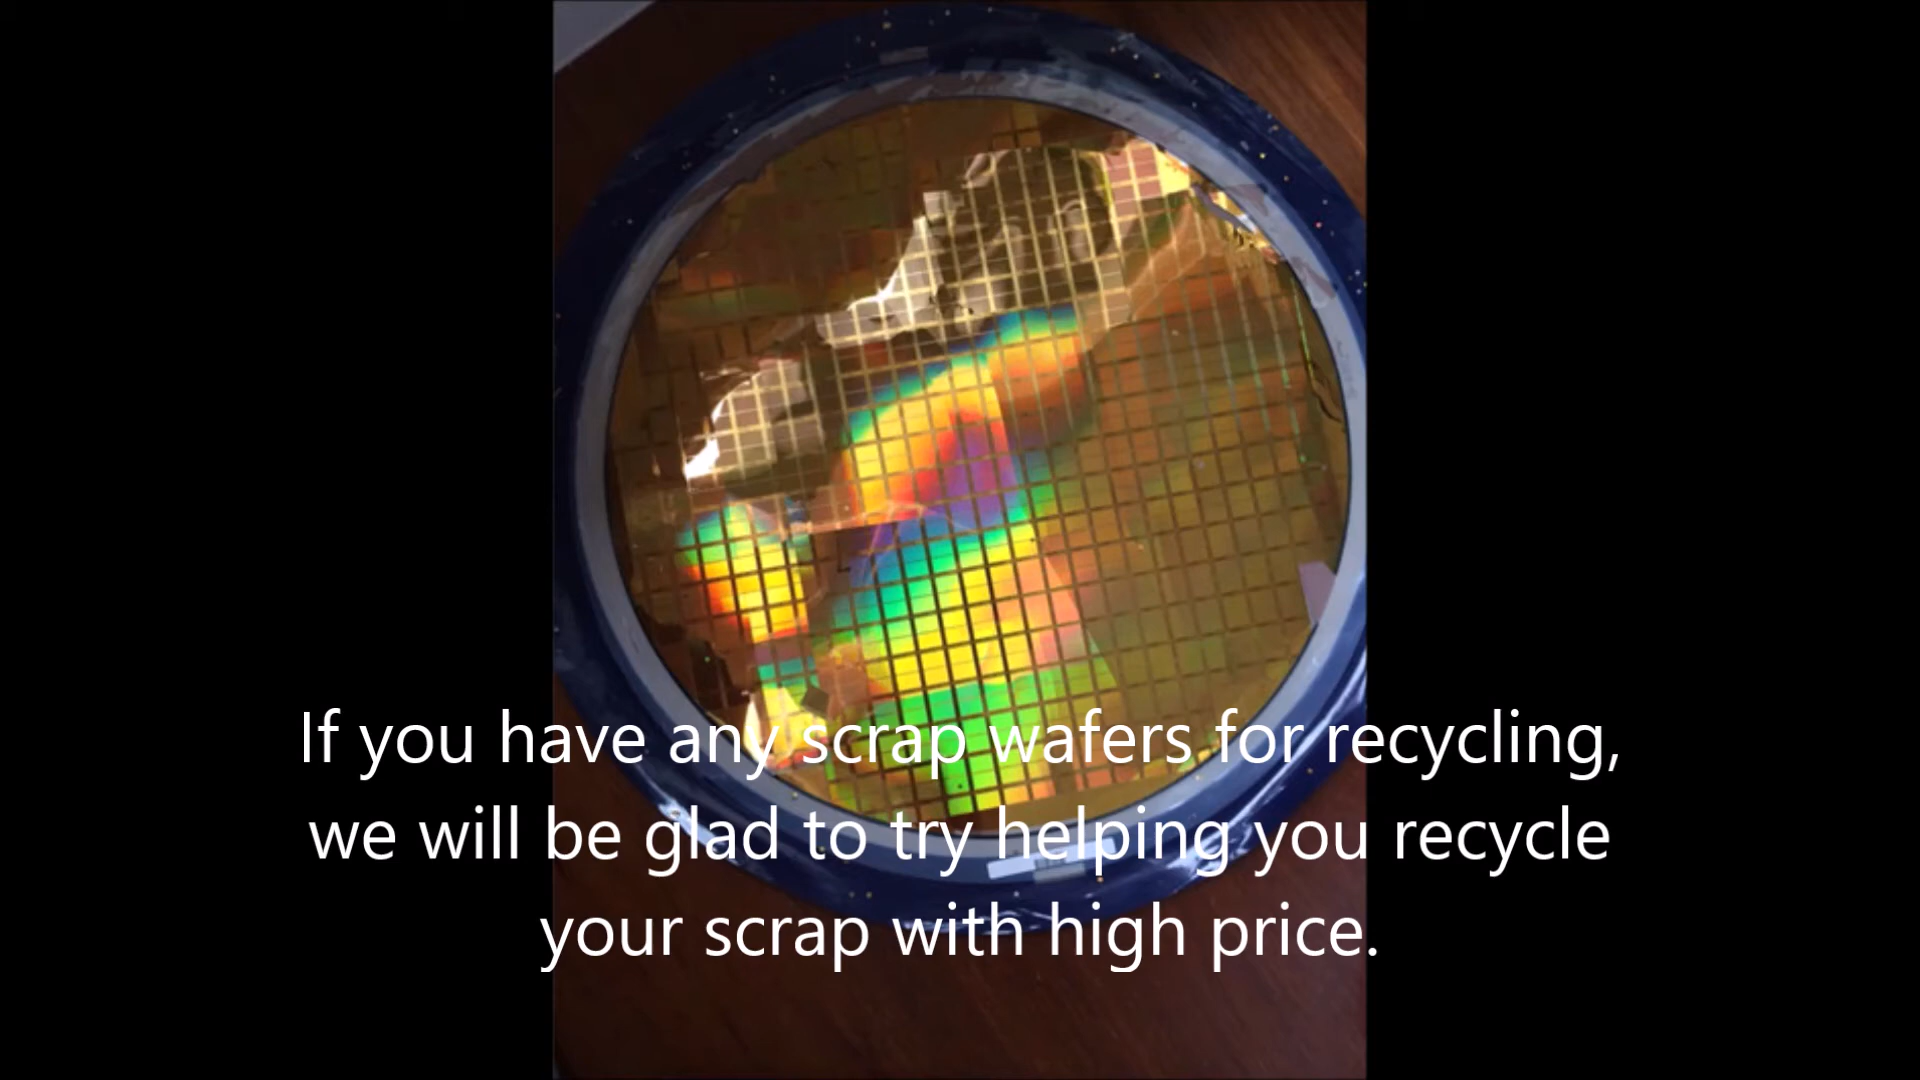 If you have any scrap wafers for recycling,
we will be glad to try helping you recycle
your scrap with high price.